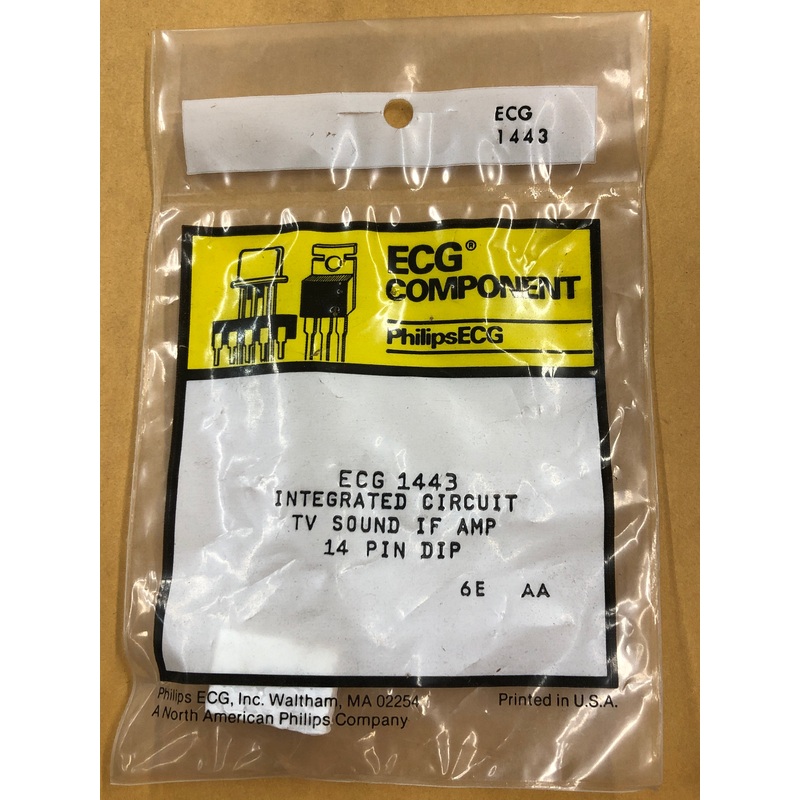 ECG
1443
ECG® COMPONENT
PhilipsECG
ECG 1443
INTEGRATED CIRCUIT
TV SOUND IF AMP
14 PIN DIP
6E AA
Philips ECG, Inc. Waltham, MA 02254 Printed in U.S.A.
A North American Philips Company